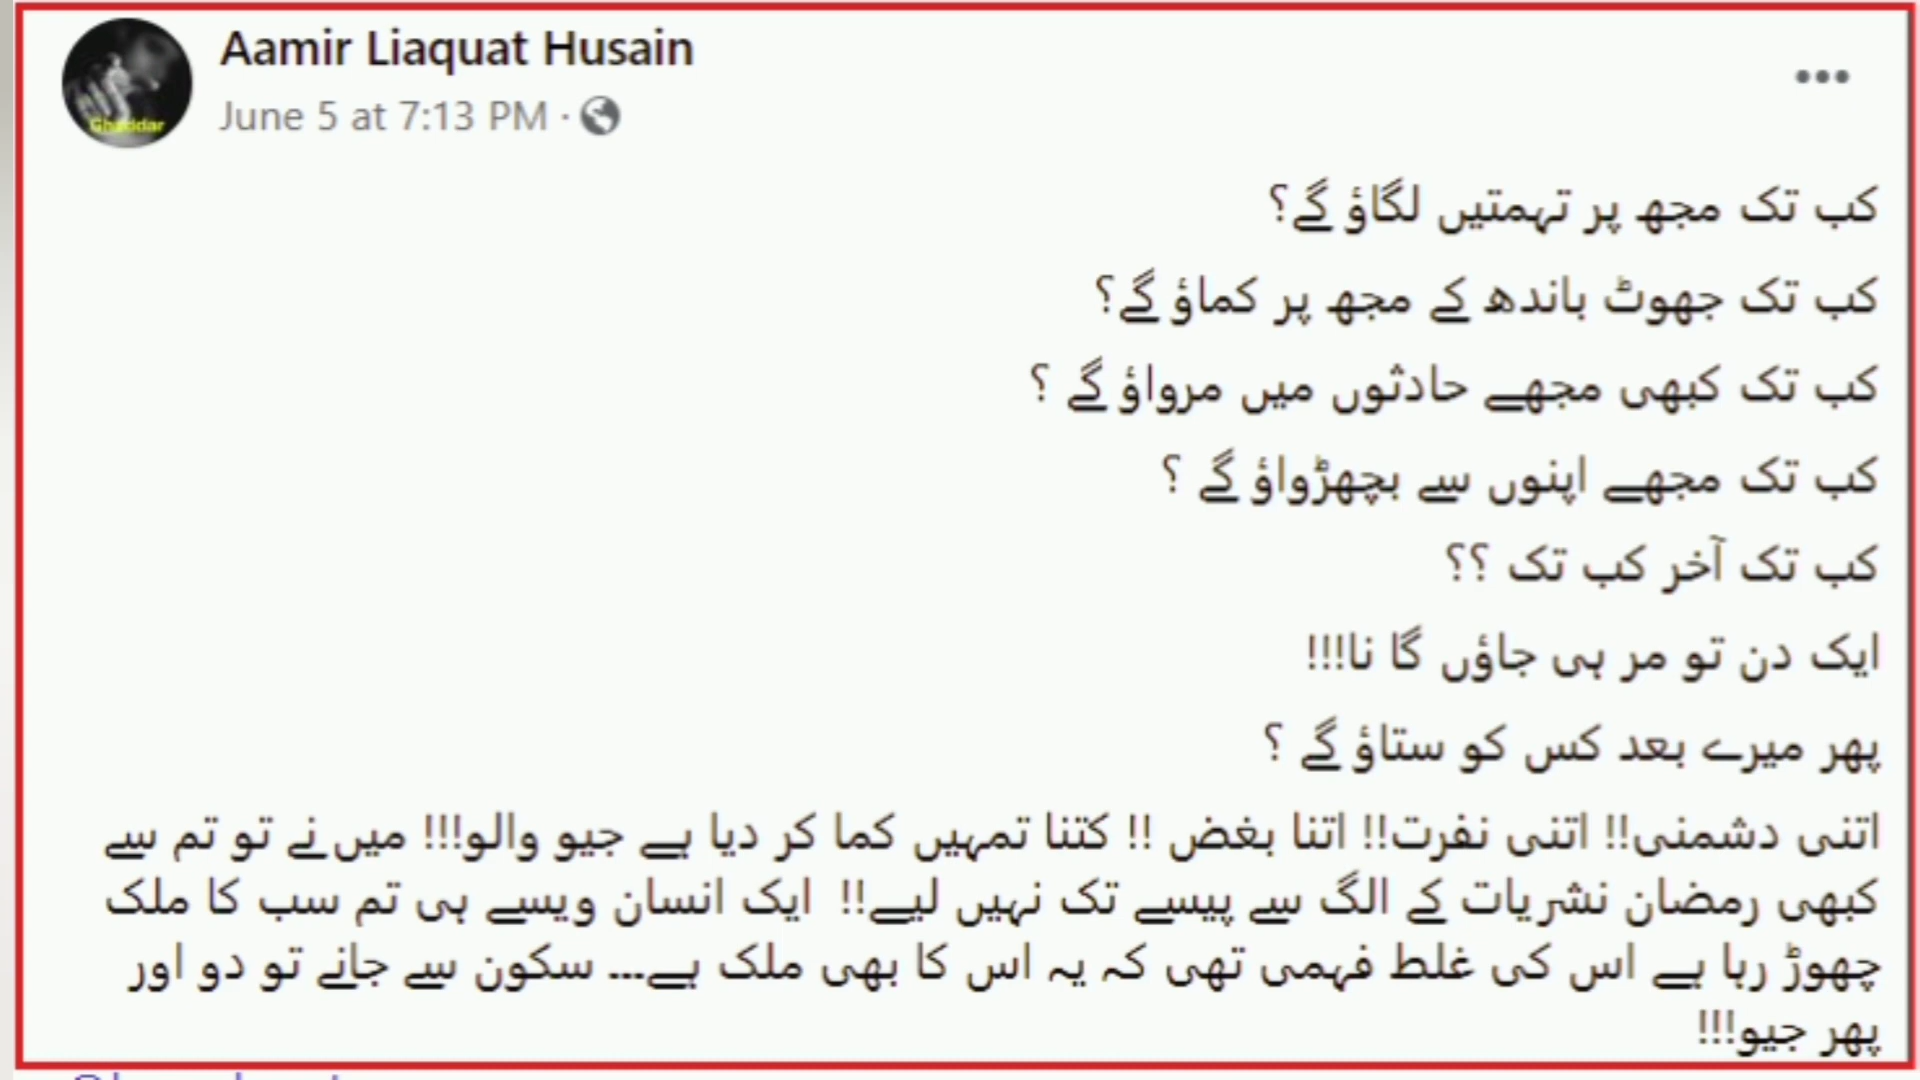 Aamir Liaquat Husain
June 5 at 7:13 PM ·
Ghaddar
کب تک مجھ پر تہمتیں لگاؤ گے؟
کب تک جھوٹ باندھ کے مجھ پر کماؤ گے؟
کب تک کبھی مجھے حادثوں میں مرواؤ گے ؟
کب تک مجھے اپنوں سے بچھڑواؤ گے ؟
کب تک آخر کب تک ؟؟
ایک دن تو مر ہی جاؤں گا نا!!!
پھر میرے بعد کس کو ستاؤ گے ؟
اتنی دشمنی!! اتنی نفرت!! اتنا بغض !! کتنا تمہیں کما کر دیا ہے جیو والو!!! میں نے تو تم سے
کبھی رمضان نشریات کے الگ سے پیسے تک نہیں لیے!! ایک انسان ویسے ہی تم سب کا ملک
چھوڑ رہا ہے اس کی غلط فہمی تھی کہ یہ اس کا بھی ملک ہے... سکون سے جانے تو دو اور
پھر جیو!!!